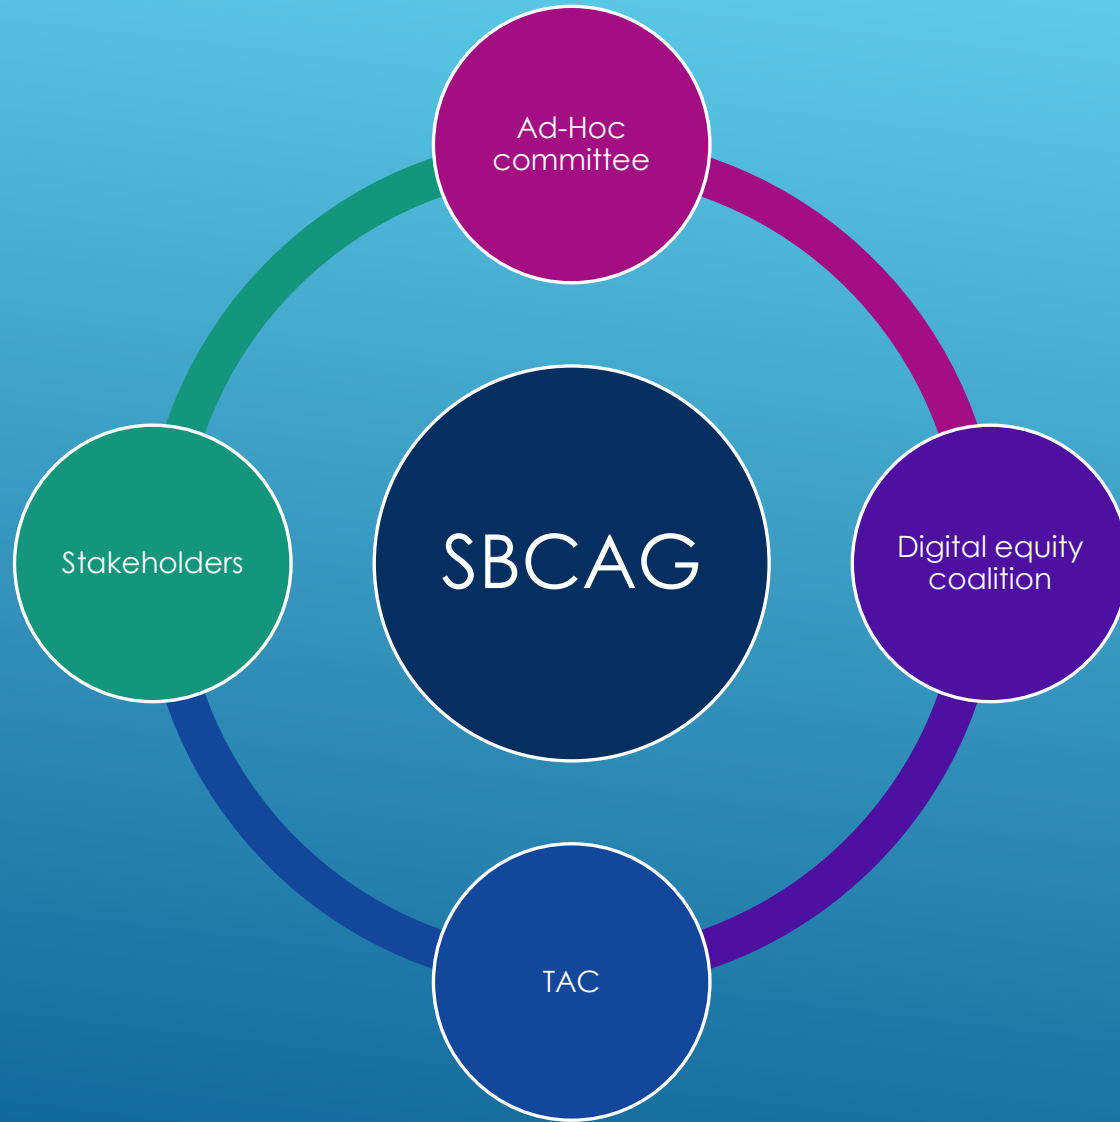 Ad-Hoc
committee
Stakeholders
SBCAG
Digital equity
coalition
TAC